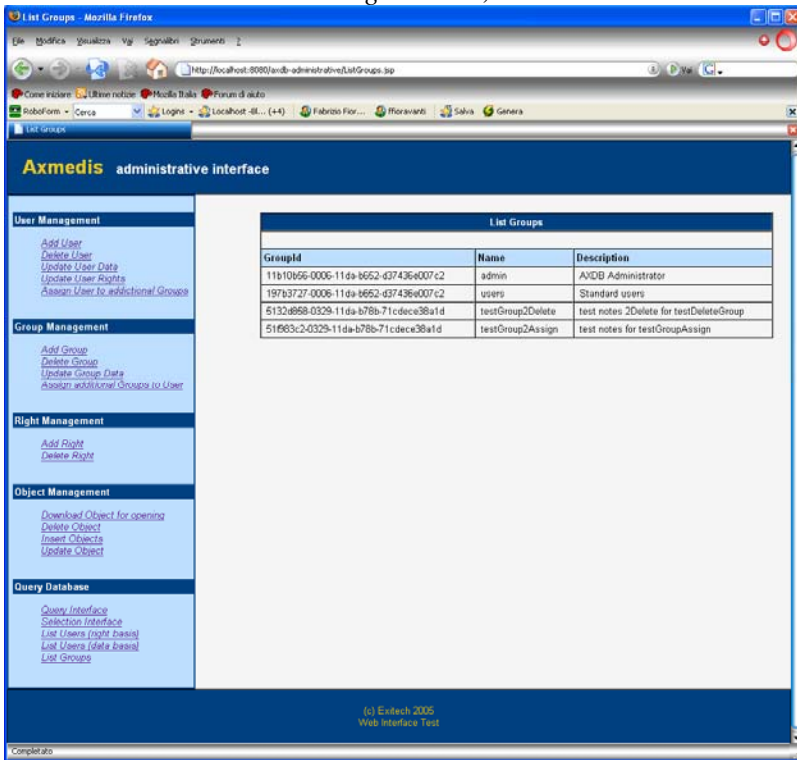 List Groups - Mozilla Firefox
File Modifica Visualizza Vai Segnalibri Strumenti ?
http://localhost:8080/axdb-administrative/ListGroups.jsp Vai
Come iniziare Ultime notizie Mozilla Italia Forum di aiuto
RoboForm Cerca Logins Localhost (+4) Fabrizio Fior... ffioravanti Salva Genera
List Groups
Axmedis administrative interface
User Management
Add User
Delete User
Update User Data
Update User Rights
Assign User to addictional Groups
Group Management
Add Group
Delete Group
Update Group Data
Assign additional Groups to User
Right Management
Add Right
Delete Right
Object Management
Download Object for opening
Delete Object
Insert Objects
Update Object
Query Database
Query Interface
Selection Interface
List Users (right basis)
List Users (data basis)
List Groups
List Groups
GroupId Name Description
11b10b56-0006-11da-b652-d37436e007c2 admin AXDB Administrator
197b3727-0006-11da-b652-d37436e007c2 users Standard users
5132d858-0329-11da-b78b-71cdece38a1d testGroup2Delete test notes 2Delete for testDeleteGroup
51f983c2-0329-11da-b78b-71cdece38a1d testGroup2Assign test notes for testGroupAssign
(c) Exitech 2005
Web Interface Test
Completato